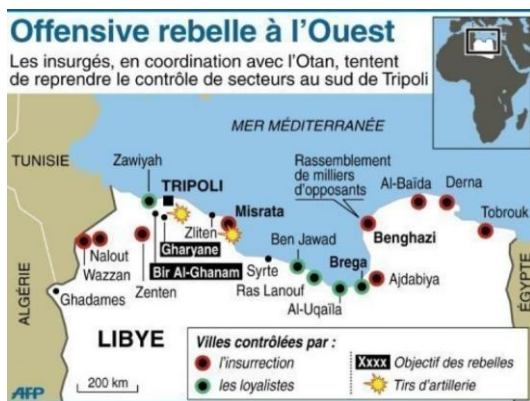 Offensive rebelle à l'Ouest
Les insurgés, en coordination avec l'Otan, tentent
de reprendre le contrôle de secteurs au sud de Tripoli
MER MÉDITERRANÉE
TUNISIE
Zawiyah
TRIPOLI
Rassemblement
de milliers
d'opposants
Al-Baïda
Derna
Misrata
Tobrouk
Zliten
Gharyane
Ben Jawad
Benghazi
Bir Al-Ghanam
Brega
Nalout
Wazzan
Zenten
Syrte
Ras Lanouf
Ajdabiya
Ghadames
Al-Uqaïla
ALGÉRIE
LIBYE
ÉGYPTE
Villes contrôlées par :
l'insurrection
les loyalistes
Xxxx Objectif des rebelles
Tirs d'artillerie
200 km
AFP